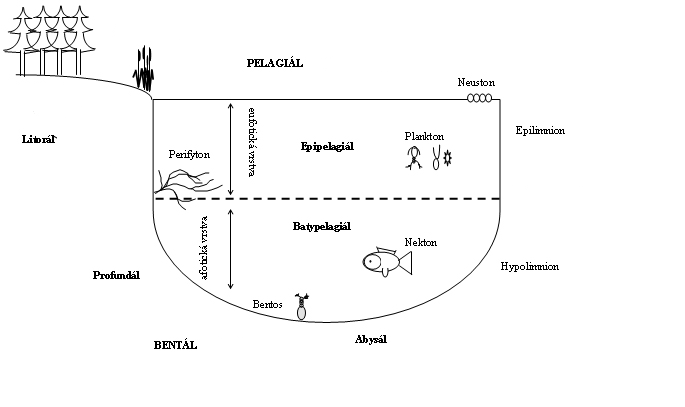 PELAGIÁL
Neuston
eufotická vrstva
Plankton
Epilimnion
Litorál
Epipelagiál
Perifyton
afotická vrstva
Batypelagiál
Nekton
Hypolimnion
Profundál
Bentos
Abysál
BENTÁL